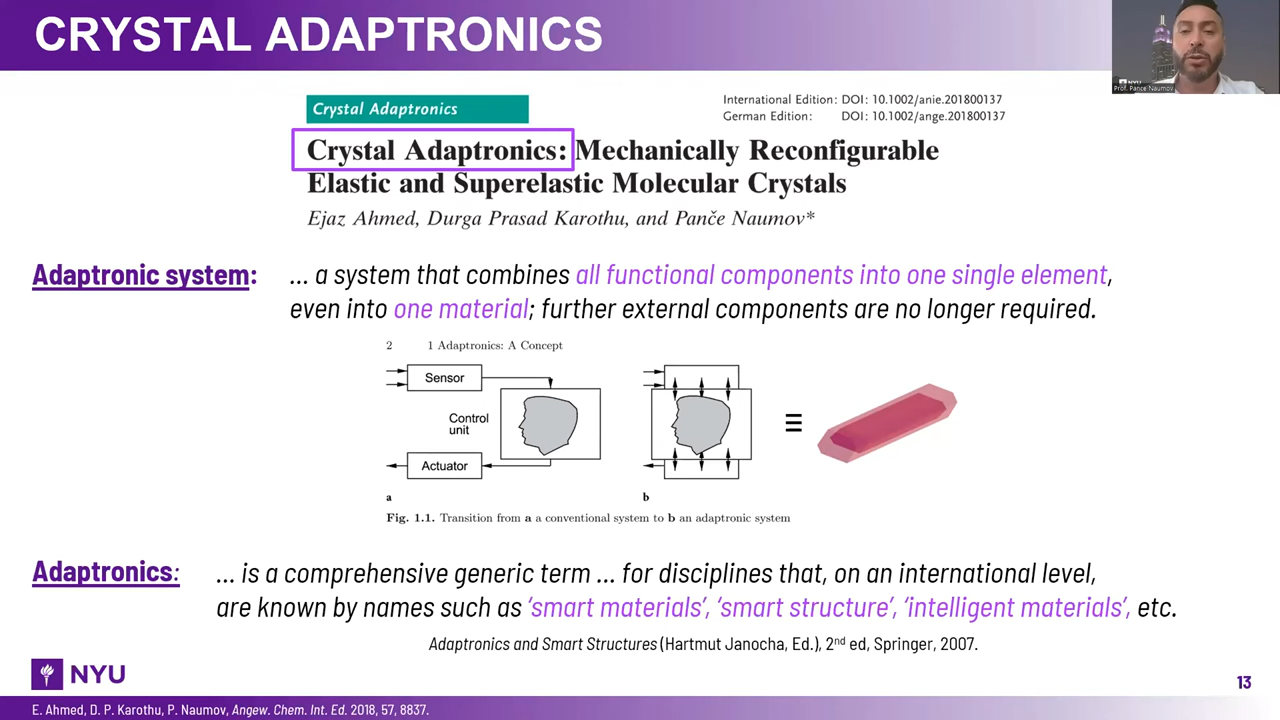 CRYSTAL ADAPTRONICS
NYU
Prof. Pance Naumov
Crystal Adaptronics
International Edition: DOI: 10.1002/anie.201800137
German Edition: DOI: 10.1002/ange.201800137
Crystal Adaptronics: Mechanically Reconfigurable
Elastic and Superelastic Molecular Crystals
Ejaz Ahmed, Durga Prasad Karothu, and Panče Naumov*
Adaptronic system: ... a system that combines all functional components into one single element,
even into one material; further external components are no longer required.
2 1 Adaptronics: A Concept
Sensor
Control
unit
Actuator
≡
a b
Fig. 1.1. Transition from a a conventional system to b an adaptronic system
Adaptronics: ... is a comprehensive generic term ... for disciplines that, on an international level,
are known by names such as ‘smart materials’, ‘smart structure’, ‘intelligent materials’, etc.
Adaptronics and Smart Structures (Hartmut Janocha, Ed.), 2nd ed, Springer, 2007.
NYU
13
E. Ahmed, D. P. Karothu, P. Naumov, Angew. Chem. Int. Ed. 2018, 57, 8837.